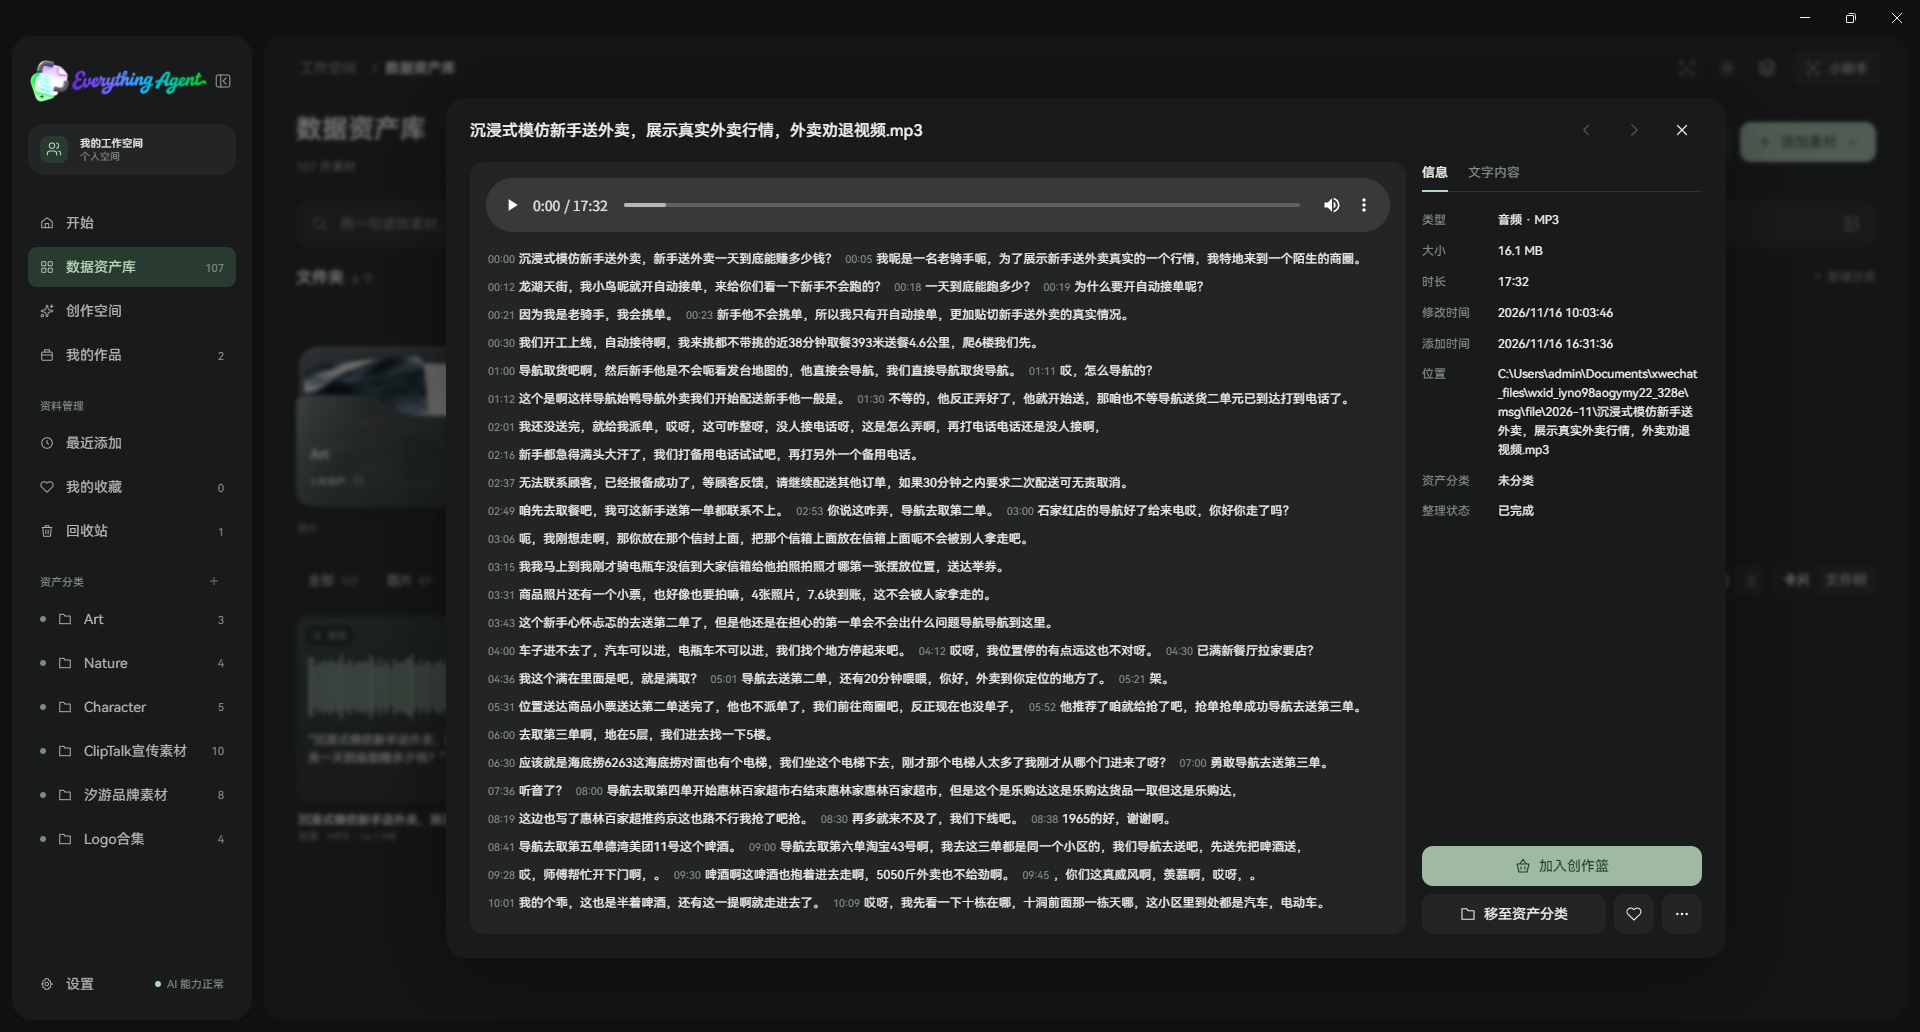 Everything Agent
我的工作空间
个人空间
开始
数据资产库 107
创作空间
我的作品 2
资料管理
最近添加
我的收藏 0
回收站 1
资产分类
Art 3
Nature 4
Character 5
ClipTalk宣传素材 10
汐游品牌素材 8
Logo合集 4
设置
AI 能力正常
工作空间 / 数据资产库
数据资产库
文件夹
沉浸式模仿新手送外卖，展示真实外卖行情，外卖劝退视频.mp3
0:00 / 17:32
00:00 沉浸式模仿新手送外卖，新手送外卖一天到底能赚多少钱？ 00:05 我呢是一名老骑手呃，为了展示新手送外卖真实的一个行情，我特地来到一个陌生的商圈。
00:12 龙湖天街，我小鸟呢就开自动接单，来给你们看一下新手不会跑的？ 00:18 一天到底能跑多少？ 00:19 为什么要开自动接单呢？
00:21 因为我是老骑手，我会挑单。 00:23 新手他不会挑单，所以我只有开自动接单，更加贴切新手送外卖的真实情况。
00:30 我们开工上线，自动接待啊，我来挑都不带挑的近38分钟取餐393米送餐4.6公里，爬6楼我们先。
01:00 导航取货吧啊，然后新手他是不会呃看发台地图的，他直接会导航，我们直接导航取货导航。 01:11 哎，怎么导航的？
01:12 这个是啊这样导航始鸭导航外卖我们开始配送新手他一般是。 01:30 不等的，他反正弄好了，他就开始送，那咱也不等导航送货二单元已到达打到电话了。
02:01 我还没送完，就给我派单，哎呀，这可咋整呀，没人接电话呀，这是怎么弄啊，再打电话电话还是没人接啊，
02:16 新手都急得满头大汗了，我们打备用电话试试吧，再打另外一个备用电话。
02:37 无法联系顾客，已经报备成功了，等顾客反馈，请继续配送其他订单，如果30分钟之内要求二次配送可无责取消。
02:49 咱先去取餐吧，我可这新手送第一单都联系不上。 02:53 你说这咋弄，导航去取第二单。 03:00 石家红店的导航好了给来电哎，你好你走了吗？
03:06 呃，我刚想走啊，那你放在那个信封上面，把那个信箱上面放在信箱上面呃不会被别人拿走吧。
03:15 我我马上到我刚才骑电瓶车没信到大家信箱给他拍照拍照才哪第一张摆放位置，送达举券。
03:31 商品照片还有一个小票，也好像也要拍嘛，4张照片，7.6块到账，这不会被人家拿走的。
03:43 这个新手心怀忐忑的去送第二单了，但是他还是在担心的第一单会不会出什么问题导航导航到这里。
04:00 车子进不去了，汽车可以进，电瓶车不可以进，我们找个地方停起来吧。 04:12 哎呀，我位置停的有点远这也不对呀。 04:30 已满新餐厅拉家要店？
04:36 我这个满在里面是吧，就是满取？ 05:01 导航去送第二单，还有20分钟喂喂，你好，外卖到你定位的地方了。 05:21 架。
05:31 位置送达商品小票送达第二单送完了，他也不派单了，我们前往商圈吧，反正现在也没单子， 05:52 他推荐了咱就给抢了吧，抢单抢单成功导航去送第三单。
06:00 去取第三单啊，地在5层，我们进去找一下5楼。
06:30 应该就是海底捞6263这海底捞对面也有个电梯，我们坐这个电梯下去，刚才那个电梯人太多了我刚才从哪个门进来了呀？ 07:00 勇敢导航去送第三单。
07:36 听音了？ 08:00 导航去取第四单开始惠林百家超市右结束惠林家惠林百家超市，但是这个是乐购达这是乐购达货品一取但这是乐购达，
08:19 这边也写了惠林百家超推药京这也路不行我抢了吧抢。 08:30 再多就来不及了，我们下线吧。 08:38 1965的好，谢谢啊。
08:41 导航去取第五单德湾美团11号这个啤酒。 09:00 导航去取第六单淘宝43号啊，我去这三单都是同一个小区的，我们导航去送吧，先送先把啤酒送，
09:28 哎，师傅帮忙开下门啊，。 09:30 啤酒啊这啤酒也抱着进去走啊，5050斤外卖也不给劲啊。 09:45 ，你们这真威风啊，羡慕啊，哎呀，。
10:01 我的个乖，这也是半着啤酒，还有这一提啊就走进去了。 10:09 哎呀，我先看一下十栋在哪，十洞前面那一栋天哪，这小区里到处都是汽车，电动车。
信息 文字内容
类型 音频 · MP3
大小 16.1 MB
时长 17:32
修改时间 2026/11/16 10:03:46
添加时间 2026/11/16 16:31:36
位置 C:\Users\admin\Documents\xwechat
_files\wxid_iyno98aogymy22_328e\
msg\file\2026-11\沉浸式模仿新手送
外卖，展示真实外卖行情，外卖劝退
视频.mp3
资产分类 未分类
整理状态 已完成
加入创作篮
移至资产分类